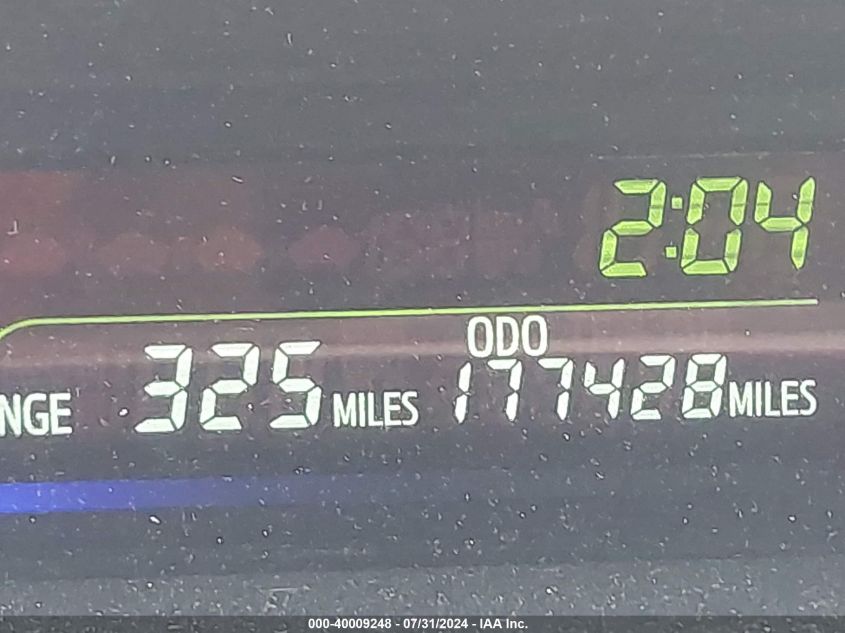 2:04
ODO
NGE 325 MILES 177428 MILES
000-40009248 - 07/31/2024 - IAA Inc.